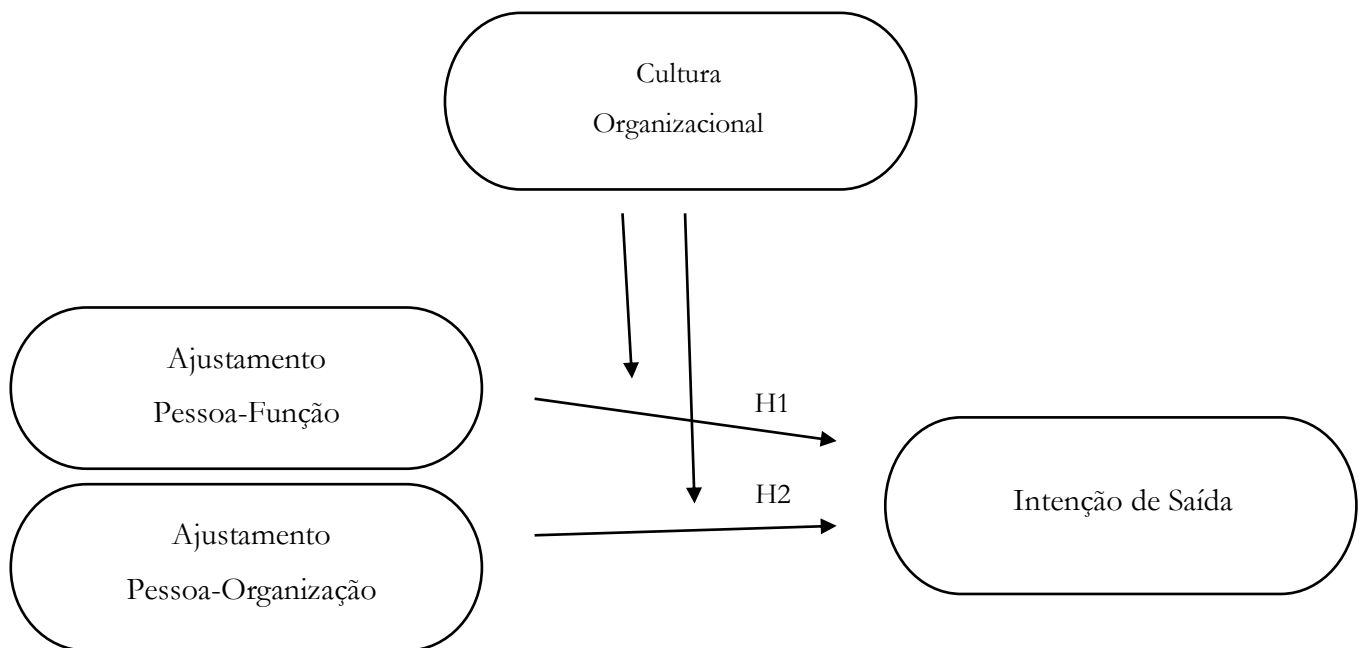 Cultura
Organizacional
Ajustamento
Pessoa-Função
H1
Ajustamento
Pessoa-Organização
H2
Intenção de Saída